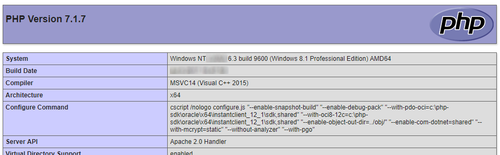 PHP Version 7.1.7
php
System Windows NT 6.3 build 9600 (Windows 8.1 Professional Edition) AMD64
Build Date
Compiler MSVC14 (Visual C++ 2015)
Architecture x64
Configure Command cscript /nologo configure.js "--enable-snapshot-build" "--enable-debug-pack" "--with-pdo-oci=c:\php-
sdk\oracle\x64\instantclient_12_1\sdk,shared" "--with-oci8-12c=c:\php-
sdk\oracle\x64\instantclient_12_1\sdk,shared" "--enable-object-out-dir=../obj/" "--enable-com-dotnet=shared" "--
with-mcrypt=static" "--without-analyzer" "--with-pgo"
Server API Apache 2.0 Handler
Virtual Directory Support enabled